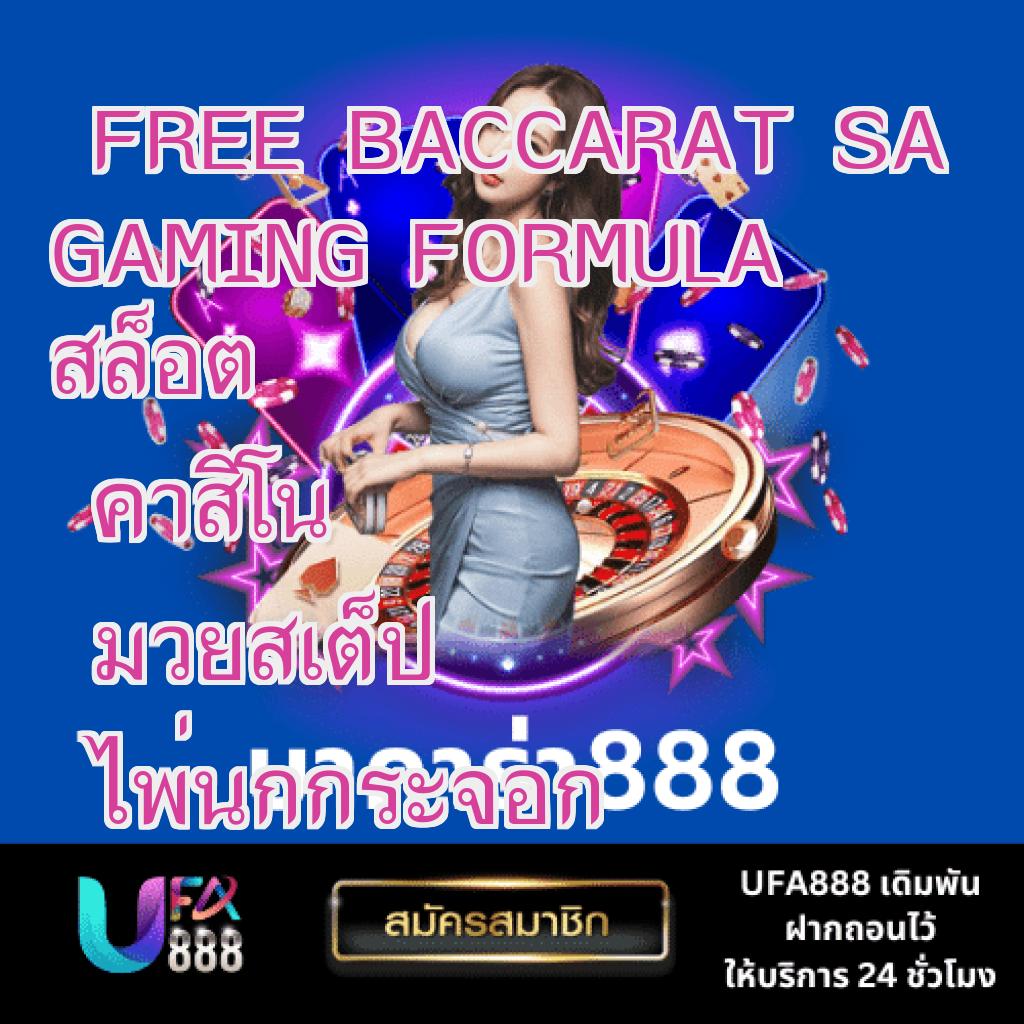 FREE BACCARAT SA
GAMING FORMULA
สล็อต
คาสิโน
มวยสเต็ป
ไพ่นกกระจอก
888
UFA
888
สมัครสมาชิก
UFA888 เดิมพัน
ฝากถอนไว้
ให้บริการ 24 ชั่วโมง